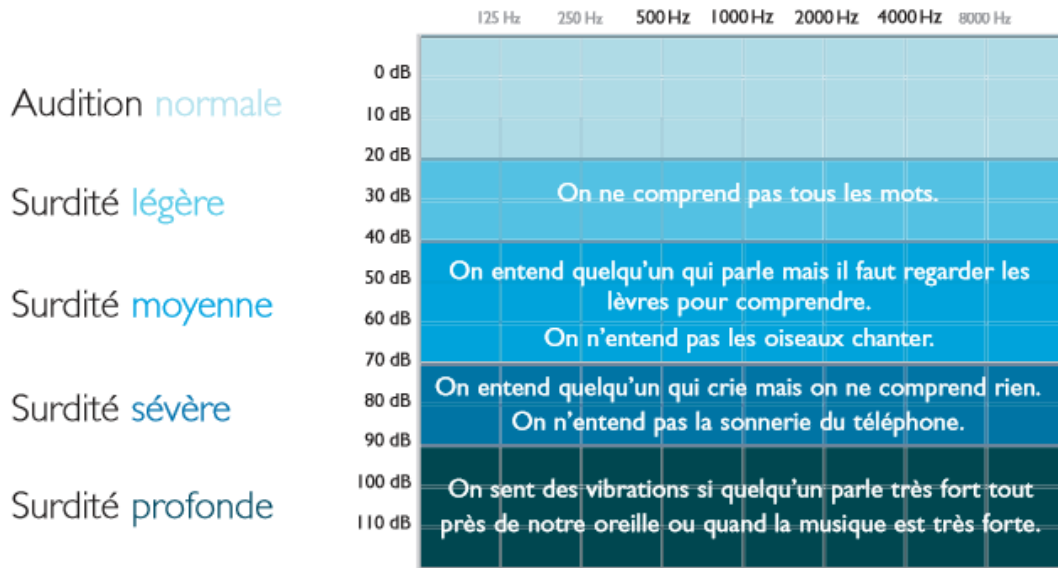 125 Hz 250 Hz 500 Hz 1000 Hz 2000 Hz 4000 Hz 8000 Hz
0 dB
Audition normale
10 dB
20 dB
Surdité légère
30 dB
On ne comprend pas tous les mots.
40 dB
50 dB
On entend quelqu'un qui parle mais il faut regarder les
lèvres pour comprendre.
Surdité moyenne
60 dB
On n'entend pas les oiseaux chanter.
70 dB
On entend quelqu'un qui crie mais on ne comprend rien.
Surdité sévère
80 dB
On n'entend pas la sonnerie du téléphone.
90 dB
100 dB
On sent des vibrations si quelqu'un parle très fort tout
Surdité profonde
110 dB
près de notre oreille ou quand la musique est très forte.